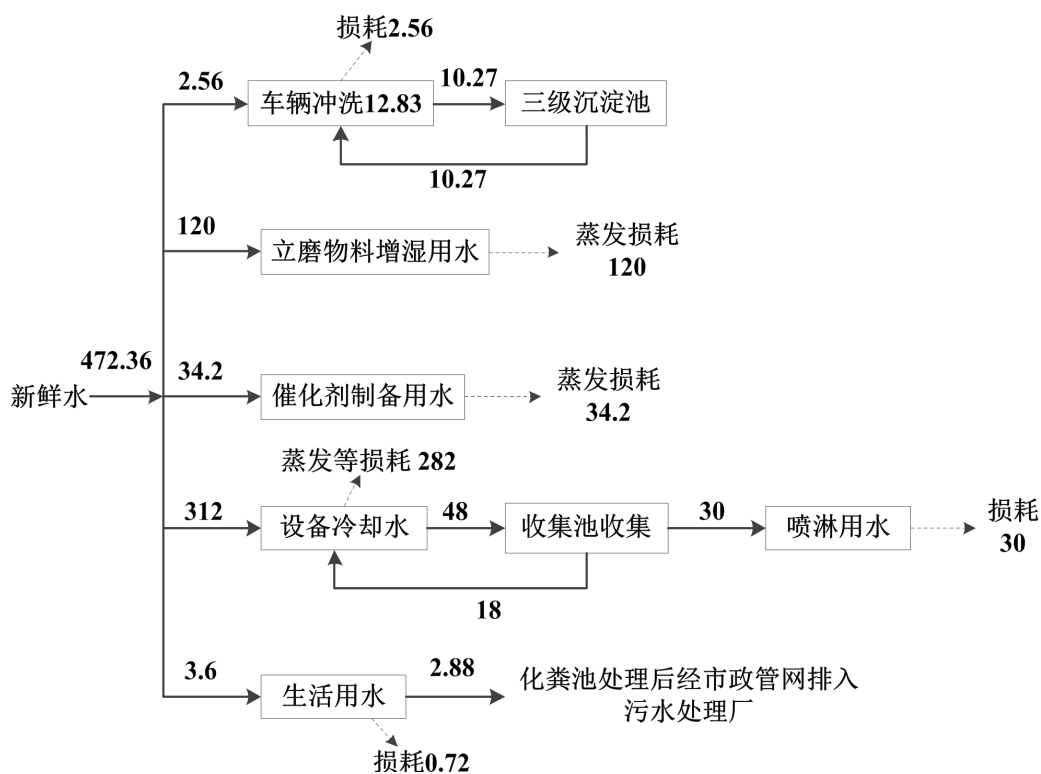 损耗2.56
2.56
车辆冲洗12.83
10.27
三级沉淀池
10.27
120
立磨物料增湿用水
蒸发损耗
120
472.36
新鲜水
34.2
催化剂制备用水
蒸发损耗
34.2
蒸发等损耗 282
312
设备冷却水
48
收集池收集
30
喷淋用水
损耗
30
18
3.6
生活用水
2.88
化粪池处理后经市政管网排入
污水处理厂
损耗0.72